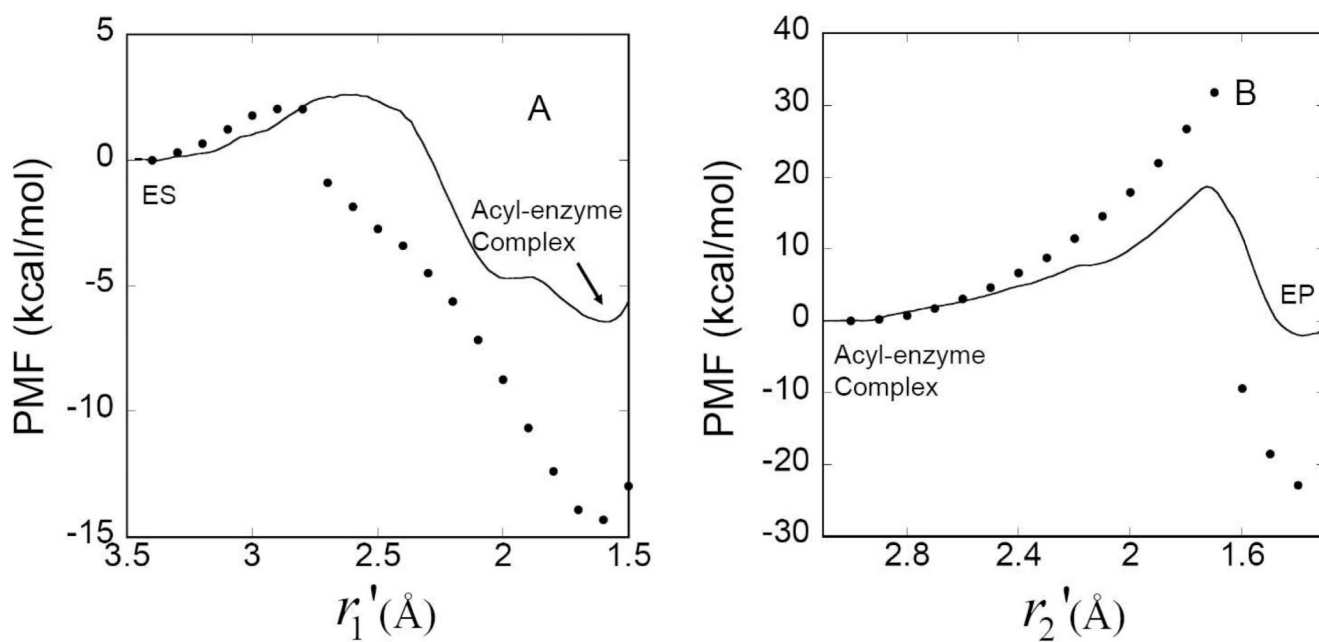 A
PMF (kcal/mol)
5
0
-5
-10
-15
ES
Acyl-enzyme
Complex
3.5
3
2.5
2
1.5
r₁'(Å)
B
PMF (kcal/mol)
40
30
20
10
0
-10
-20
-30
Acyl-enzyme
Complex
EP
2.8
2.4
2
1.6
r₂'(Å)